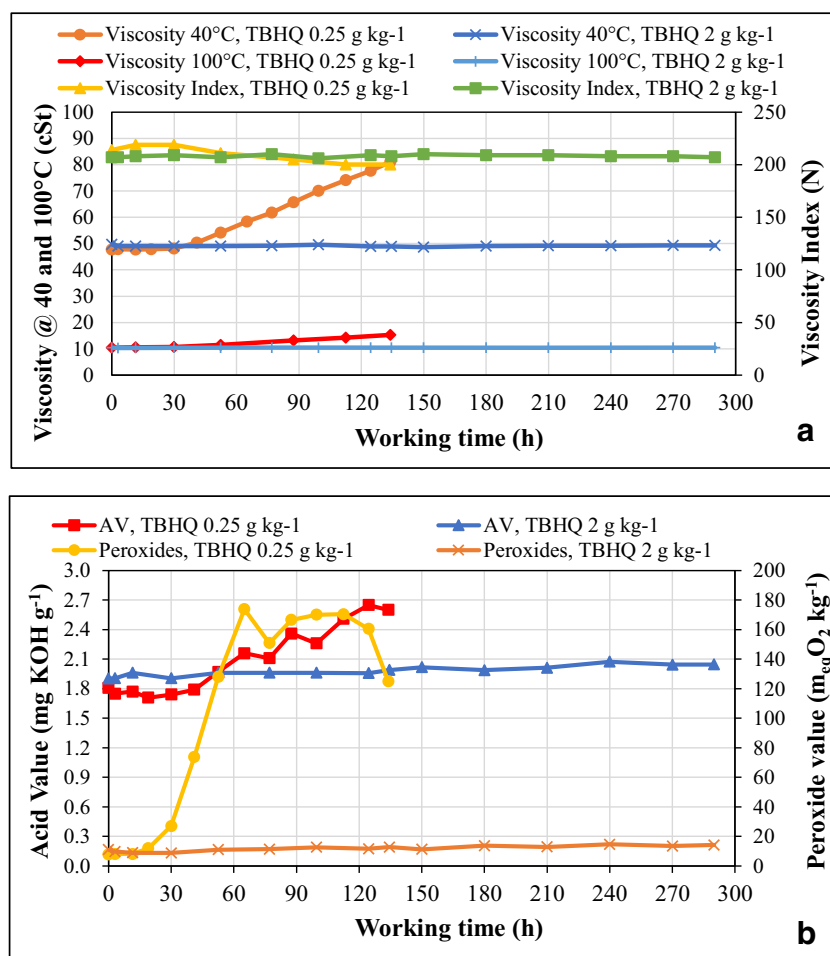 Viscosity 40°C, TBHQ 0.25 g kg-1 Viscosity 40°C, TBHQ 2 g kg-1
Viscosity 100°C, TBHQ 0.25 g kg-1 Viscosity 100°C, TBHQ 2 g kg-1
Viscosity Index, TBHQ 0.25 g kg-1 Viscosity Index, TBHQ 2 g kg-1
Viscosity @ 40 and 100°C (cSt)
100
90
80
70
60
50
40
30
20
10
0
250
200
150
100
50
0
Viscosity Index (N)
0 30 60 90 120 150 180 210 240 270 300
Working time (h)
a
AV, TBHQ 0.25 g kg-1 AV, TBHQ 2 g kg-1
Peroxides, TBHQ 0.25 g kg-1 Peroxides, TBHQ 2 g kg-1
Acid Value (mg KOH g-1)
3.0
2.7
2.4
2.1
1.8
1.5
1.2
0.9
0.6
0.3
0.0
200
180
160
140
120
100
80
60
40
20
0
Peroxide value (meqO2 kg-1)
0 30 60 90 120 150 180 210 240 270 300
Working time (h)
b